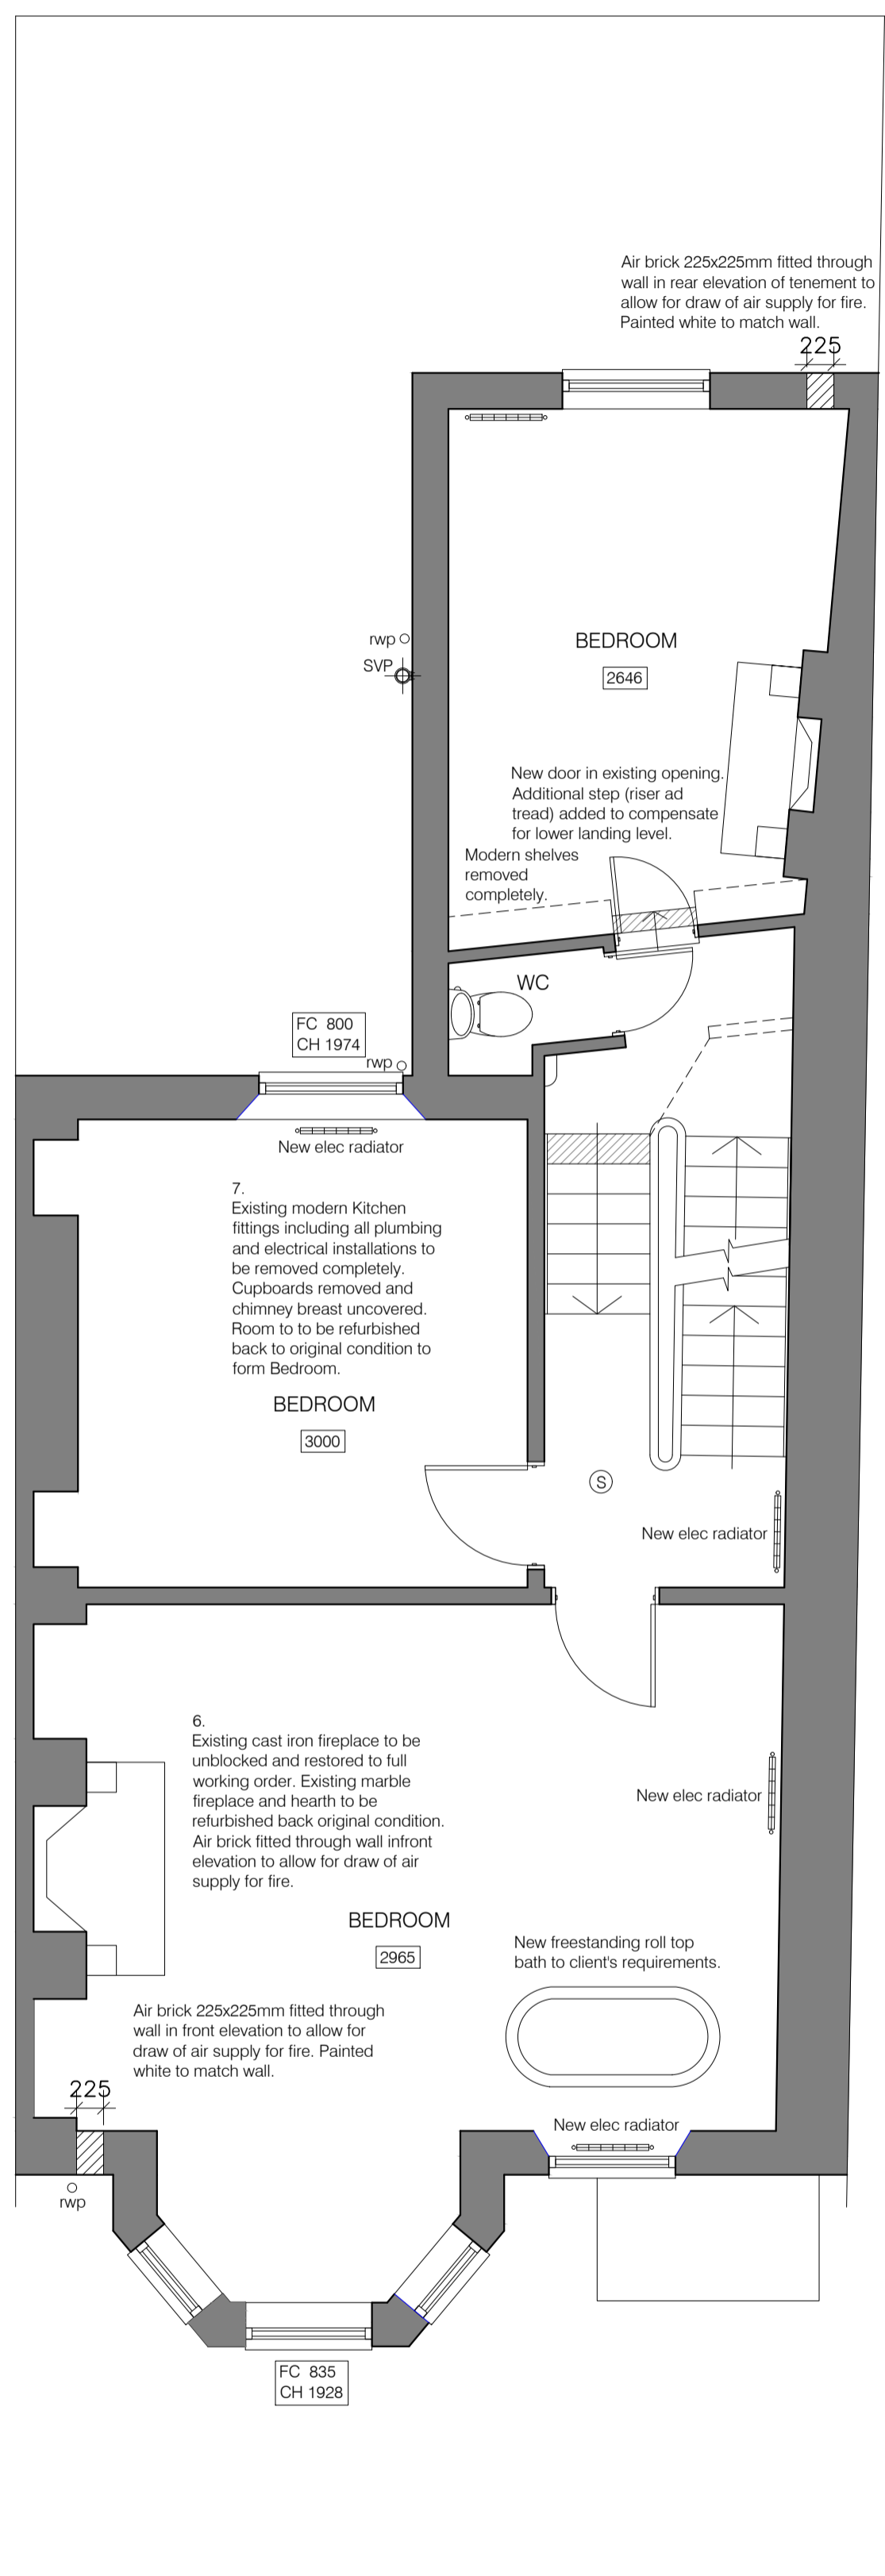 Air brick 225x225mm fitted through
wall in rear elevation of tenement to
allow for draw of air supply for fire.
Painted white to match wall.
225
rwp
SVP
BEDROOM
2646
New door in existing opening.
Additional step (riser ad
tread) added to compensate
for lower landing level.
Modern shelves
removed
completely.
WC
FC 800
CH 1974
rwp
New elec radiator
7.
Existing modern Kitchen
fittings including all plumbing
and electrical installations to
be removed completely.
Cupboards removed and
chimney breast uncovered.
Room to to be refurbished
back to original condition to
form Bedroom.
BEDROOM
3000
S
New elec radiator
6.
Existing cast iron fireplace to be
unblocked and restored to full
working order. Existing marble
fireplace and hearth to be
refurbished back original condition.
Air brick fitted through wall infront
elevation to allow for draw of air
supply for fire.
New elec radiator
BEDROOM
2965
New freestanding roll top
bath to client's requirements.
Air brick 225x225mm fitted through
wall in front elevation to allow for
draw of air supply for fire. Painted
white to match wall.
225
New elec radiator
rwp
FC 835
CH 1928